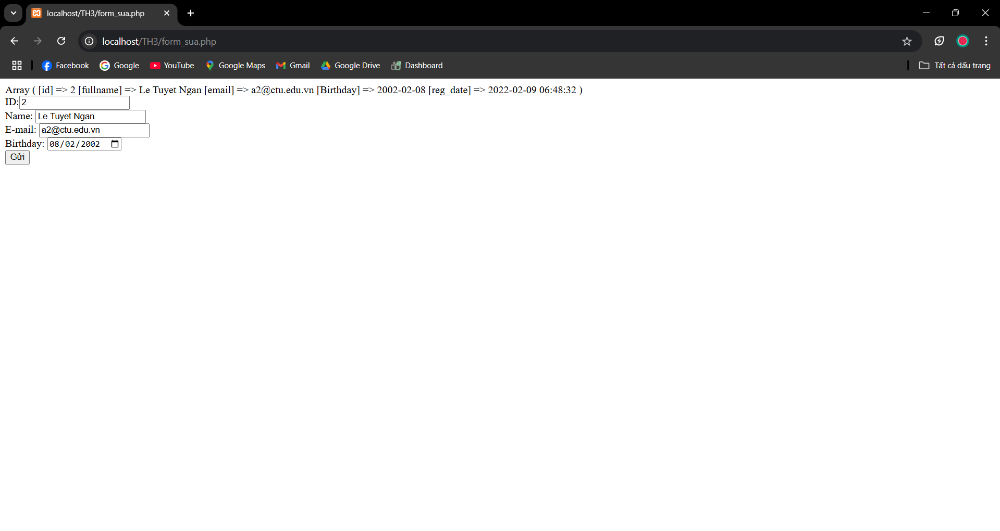 localhost/TH3/form_sua.php
localhost/TH3/form_sua.php
Facebook Google YouTube Google Maps Gmail Google Drive Dashboard Tất cả dấu trang
Array ( [id] => 2 [fullname] => Le Tuyet Ngan [email] => a2@ctu.edu.vn [Birthday] => 2002-02-08 [reg_date] => 2022-02-09 06:48:32 )
ID: 2
Name: Le Tuyet Ngan
E-mail: a2@ctu.edu.vn
Birthday: 08/02/2002
Gửi